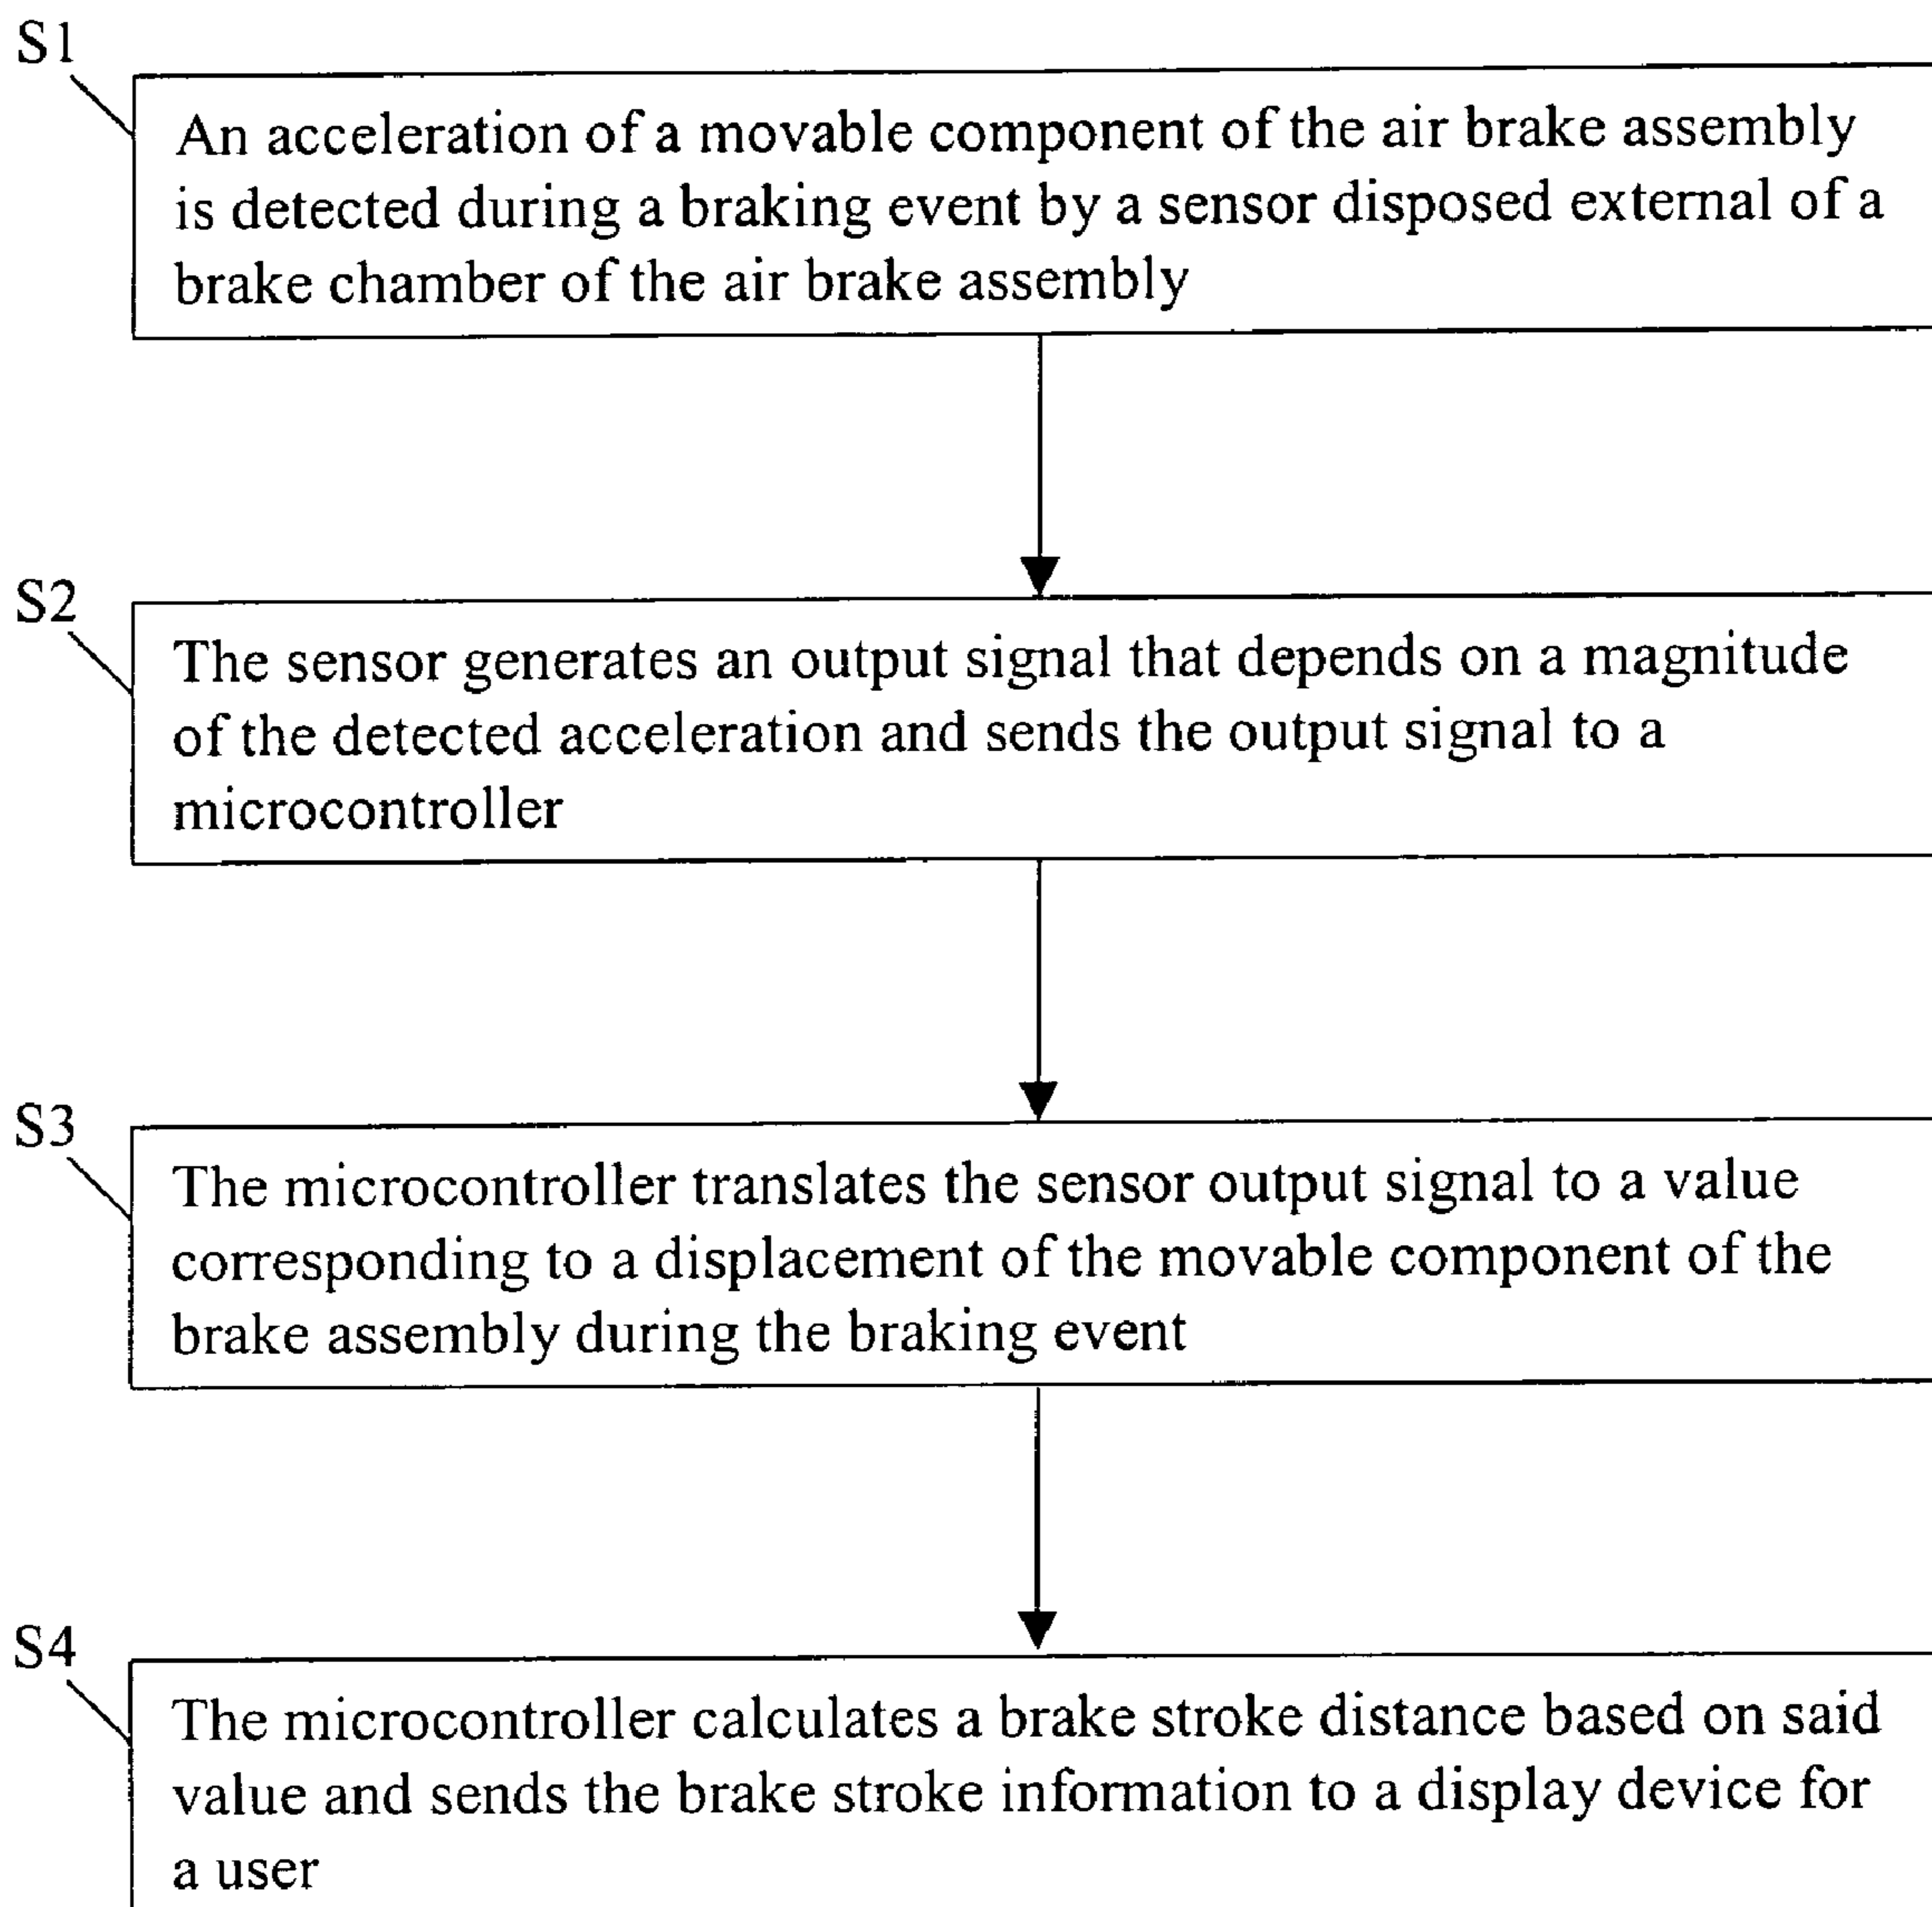 S1
An acceleration of a movable component of the air brake assembly
is detected during a braking event by a sensor disposed external of a
brake chamber of the air brake assembly
S2
The sensor generates an output signal that depends on a magnitude
of the detected acceleration and sends the output signal to a
microcontroller
S3
The microcontroller translates the sensor output signal to a value
corresponding to a displacement of the movable component of the
brake assembly during the braking event
S4
The microcontroller calculates a brake stroke distance based on said
value and sends the brake stroke information to a display device for
a user